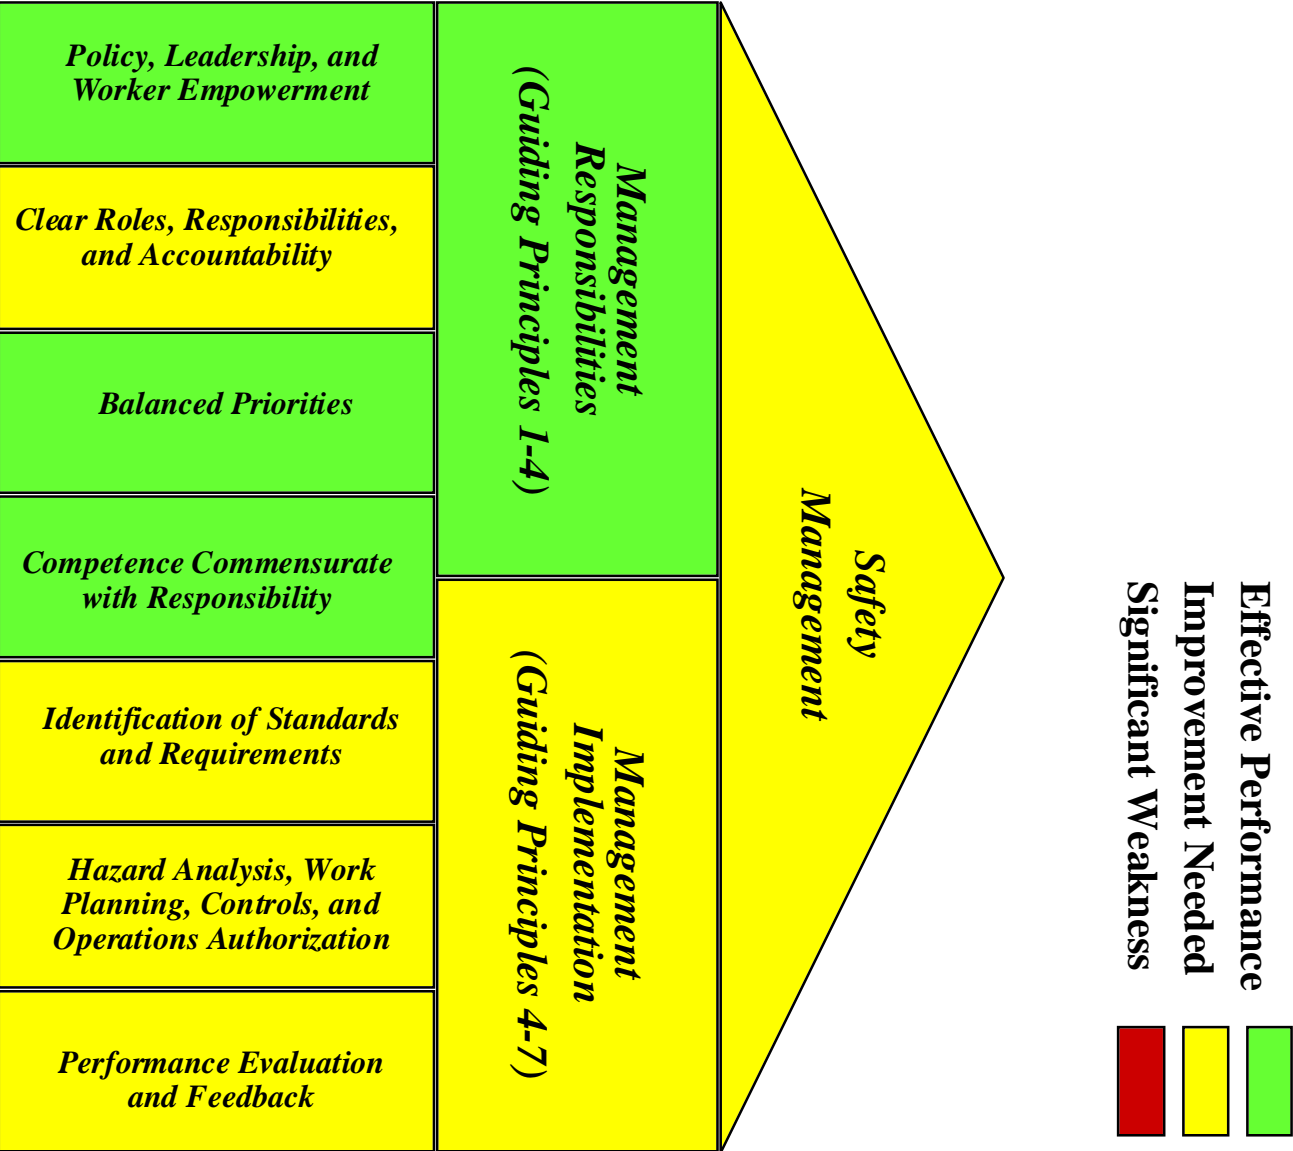 Policy, Leadership, and
Worker Empowerment
Clear Roles, Responsibilities,
and Accountability
Balanced Priorities
Competence Commensurate
with Responsibility
Identification of Standards
and Requirements
Hazard Analysis, Work
Planning, Controls, and
Operations Authorization
Performance Evaluation
and Feedback
Management
Responsibilities
(Guiding Principles 1-4)
Management
Implementation
(Guiding Principles 4-7)
Safety
Management
Effective Performance
Improvement Needed
Significant Weakness